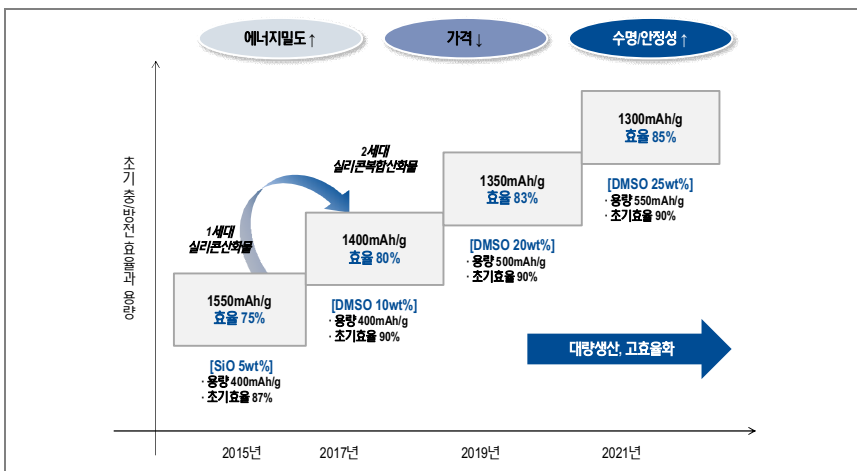 에너지밀도 ↑
가격 ↓
수명/안정성 ↑
초기 충/방전 효율과 용량
1300mAh/g
효율 85%
2세대
실리콘복합산화물
1350mAh/g
효율 83%
[DMSO 25wt%]
· 용량 550mAh/g
· 초기효율 90%
1세대
실리콘산화물
1400mAh/g
효율 80%
[DMSO 20wt%]
· 용량 500mAh/g
· 초기효율 90%
1550mAh/g
효율 75%
[DMSO 10wt%]
· 용량 400mAh/g
· 초기효율 90%
대량생산, 고효율화
[SiO 5wt%]
· 용량 400mAh/g
· 초기효율 87%
2015년
2017년
2019년
2021년